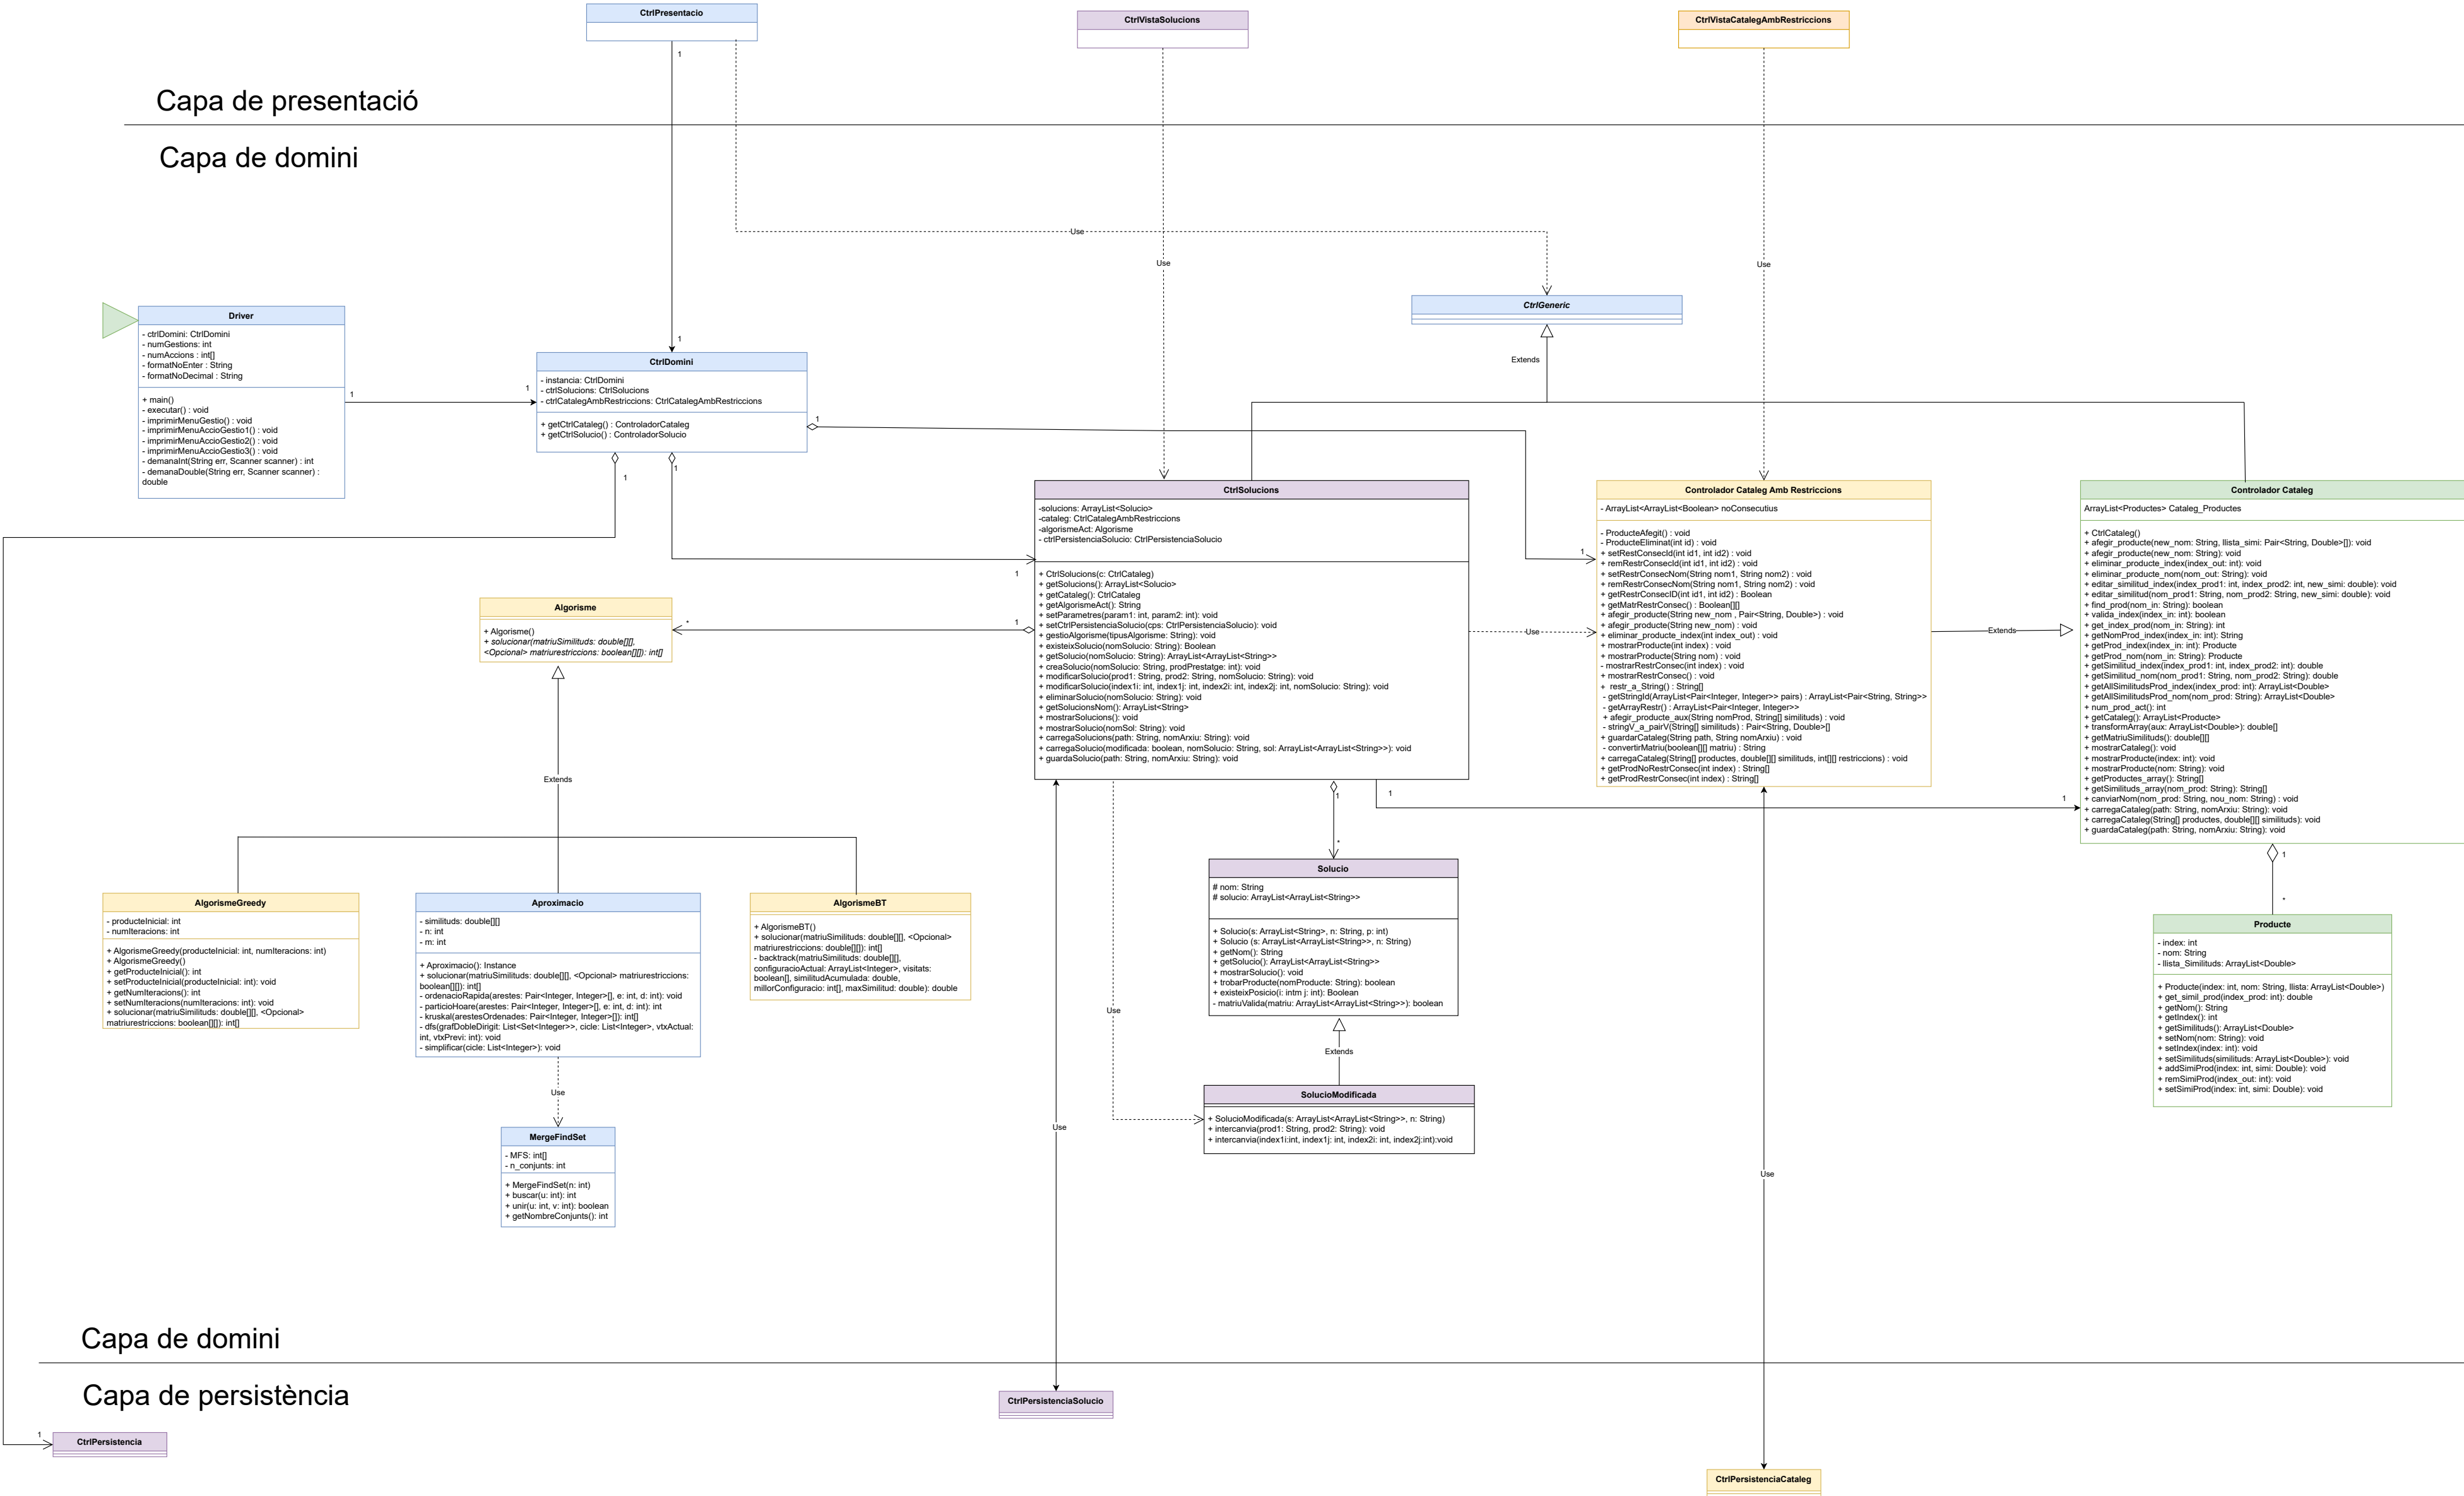 CtrlPresentacio
CtrlVistaSolucions
CtrlVistaCatalegAmbRestriccions
1
Capa de presentació
Capa de domini
Use
Use
Use
CtrlGeneric
Extends
Driver
- ctrlDomini: CtrlDomini
- numGestions: int
- numAccions : int[]
- formatNoEnter : String
- formatNoDecimal : String
+ main()
- executar() : void
- imprimirMenuGestio() : void
- imprimirMenuAccioGestio1() : void
- imprimirMenuAccioGestio2() : void
- imprimirMenuAccioGestio3() : void
- demanaInt(String err, Scanner scanner) : int
- demanaDouble(String err, Scanner scanner) :
double
1
1
1
CtrlDomini
- instancia: CtrlDomini
- ctrlSolucions: CtrlSolucions
- ctrlCatalegAmbRestriccions: CtrlCatalegAmbRestriccions
+ getCtrlCataleg() : ControladorCataleg
+ getCtrlSolucio() : ControladorSolucio
1
1
1
CtrlSolucions
-solucions: ArrayList<Solucio>
-cataleg: CtrlCatalegAmbRestriccions
-algorismeAct: Algorisme
- ctrlPersistenciaSolucio: CtrlPersistenciaSolucio
+ CtrlSolucions(c: CtrlCataleg)
+ getSolucions(): ArrayList<Solucio>
+ getCataleg(): CtrlCataleg
+ getAlgorismeAct(): String
+ setParametres(param1: int, param2: int): void
+ setCtrlPersistenciaSolucio(cps: CtrlPersistenciaSolucio): void
+ gestioAlgorisme(tipusAlgorisme: String): void
+ existeixSolucio(nomSolucio: String): Boolean
+ getSolucio(nomSolucio: String): ArrayList<ArrayList<String>>
+ creaSolucio(nomSolucio: String, prodPrestatge: int): void
+ modificarSolucio(prod1: String, prod2: String, nomSolucio: String): void
+ modificarSolucio(index1i: int, index1j: int, index2i: int, index2j: int, nomSolucio: String): void
+ eliminarSolucio(nomSolucio: String): void
+ getSolucionsNom(): ArrayList<String>
+ mostrarSolucions(): void
+ mostrarSolucio(nomSol: String): void
+ carregaSolucions(path: String, nomArxiu: String): void
+ carregaSolucio(modificada: boolean, nomSolucio: String, sol: ArrayList<ArrayList<String>>): void
+ guardaSolucio(path: String, nomArxiu: String): void
1
1
Use
1
Controlador Cataleg Amb Restriccions
- ArrayList<ArrayList<Boolean> noConsecutius
- ProducteAfegit() : void
- ProducteEliminat(int id) : void
+ setRestConsecId(int id1, int id2) : void
+ remRestrConsecId(int id1, int id2) : void
+ setRestrConsecNom(String nom1, String nom2) : void
+ remRestrConsecNom(String nom1, String nom2) : void
+ getRestrConsecID(int id1, int id2) : Boolean
+ getMatrRestrConsec() : Boolean[][]
+ afegir_producte(String new_nom , Pair<String, Double>) : void
+ afegir_producte(String new_nom) : void
+ eliminar_producte_index(int index_out) : void
+ mostrarProducte(int index) : void
+ mostrarProducte(String nom) : void
- mostrarRestrConsec(int index) : void
+ mostrarRestrConsec() : void
+ restr_a_String() : String[]
- getStringId(ArrayList<Pair<Integer, Integer>> pairs) : ArrayList<Pair<String, String>>
- getArrayRestr() : ArrayList<Pair<Integer, Integer>>
+ afegir_producte_aux(String nomProd, String[] similituds) : void
- stringV_a_pairV(String[] similituds) : Pair<String, Double>[]
+ guardarCataleg(String path, String nomArxiu) : void
- convertirMatriu(boolean[][] matriu) : String
+ carregaCataleg(String[] productes, double[][] similituds, int[][] restriccions) : void
+ getProdNoRestrConsec(int index) : String[]
+ getProdRestrConsec(int index) : String[]
Extends
Controlador Cataleg
ArrayList<Productes> Cataleg_Productes
+ CtrlCataleg()
+ afegir_producte(new_nom: String, llista_simi: Pair<String, Double>[]): void
+ afegir_producte(new_nom: String): void
+ eliminar_producte_index(index_out: int): void
+ eliminar_producte_nom(nom_out: String): void
+ editar_similitud_index(index_prod1: int, index_prod2: int, new_simi: double): void
+ editar_similitud(nom_prod1: String, nom_prod2: String, new_simi: double): void
+ find_prod(nom_in: String): boolean
+ valida_index(index_in: int): boolean
+ get_index_prod(nom_in: String): int
+ getNomProd_index(index_in: int): String
+ getProd_index(index_in: int): Producte
+ getProd_nom(nom_in: String): Producte
+ getSimilitud_index(index_prod1: int, index_prod2: int): double
+ getSimilitud_nom(nom_prod1: String, nom_prod2: String): double
+ getAllSimilitudsProd_index(index_prod: int): ArrayList<Double>
+ getAllSimilitudsProd_nom(nom_prod: String): ArrayList<Double>
+ num_prod_act(): int
+ getCataleg(): ArrayList<Producte>
+ transformArray(aux: ArrayList<Double>): double[]
+ getMatriuSimilituds(): double[][]
+ mostrarCataleg(): void
+ mostrarProducte(index: int): void
+ mostrarProducte(nom: String): void
+ getProductes_array(): String[]
+ getSimilituds_array(nom_prod: String): String[]
+ canviarNom(nom_prod: String, nou_nom: String) : void
+ carregaCataleg(path: String, nomArxiu: String): void
+ carregaCataleg(String[] productes, double[][] similituds): void
+ guardaCataleg(path: String, nomArxiu: String): void
Algorisme
+ Algorisme()
+ solucionar(matriuSimilituds: double[][],
<Opcional> matriurestriccions: boolean[][]): int[]
*
Extends
1
1
1
*
1
*
AlgorismeGreedy
- producteInicial: int
- numIteracions: int
+ AlgorismeGreedy(producteInicial: int, numIteracions: int)
+ AlgorismeGreedy()
+ getProducteInicial(): int
+ setProducteInicial(producteInicial: int): void
+ getNumIteracions(): int
+ setNumIteracions(numIteracions: int): void
+ solucionar(matriuSimilituds: double[][], <Opcional>
matriurestriccions: boolean[][]): int[]
Aproximacio
- similituds: double[][]
- n: int
- m: int
+ Aproximacio(): Instance
+ solucionar(matriuSimilituds: double[][], <Opcional> matriurestriccions:
boolean[][]): int[]
- ordenacioRapida(arestes: Pair<Integer, Integer>[], e: int, d: int): void
- particioHoare(arestes: Pair<Integer, Integer>[], e: int, d: int): int
- kruskal(arestesOrdenades: Pair<Integer, Integer>[]): int[]
- dfs(grafDobleDirigit: List<Set<Integer>>, cicle: List<Integer>, vtxActual:
int, vtxPrevi: int): void
- simplificar(cicle: List<Integer>): void
AlgorismeBT
+ AlgorismeBT()
+ solucionar(matriuSimilituds: double[][], <Opcional>
matriurestriccions: double[][]): int[]
- backtrack(matriuSimilituds: double[][],
configuracioActual: ArrayList<Integer>, visitats:
boolean[], similitudAcumulada: double,
millorConfiguracio: int[], maxSimilitud: double): double
Solucio
# nom: String
# solucio: ArrayList<ArrayList<String>>
+ Solucio(s: ArrayList<String>, n: String, p: int)
+ Solucio (s: ArrayList<ArrayList<String>>, n: String)
+ getNom(): String
+ getSolucio(): ArrayList<ArrayList<String>>
+ mostrarSolucio(): void
+ trobarProducte(nomProducte: String): boolean
+ existeixPosicio(i: intm j: int): Boolean
- matriuValida(matriu: ArrayList<ArrayList<String>>): boolean
Producte
- index: int
- nom: String
- llista_Similituds: ArrayList<Double>
+ Producte(index: int, nom: String, llista: ArrayList<Double>)
+ get_simil_prod(index_prod: int): double
+ getNom(): String
+ getIndex(): int
+ getSimilituds(): ArrayList<Double>
+ setNom(nom: String): void
+ setIndex(index: int): void
+ setSimilituds(similituds: ArrayList<Double>): void
+ addSimiProd(index: int, simi: Double): void
+ remSimiProd(index_out: int): void
+ setSimiProd(index: int, simi: Double): void
Use
Use
Extends
SolucioModificada
+ SolucioModificada(s: ArrayList<ArrayList<String>>, n: String)
+ intercanvia(prod1: String, prod2: String): void
+ intercanvia(index1i:int, index1j: int, index2i: int, index2j:int):void
Use
Use
MergeFindSet
- MFS: int[]
- n_conjunts: int
+ MergeFindSet(n: int)
+ buscar(u: int): int
+ unir(u: int, v: int): boolean
+ getNombreConjunts(): int
Capa de domini
Capa de persistència
CtrlPersistenciaSolucio
1
CtrlPersistencia
CtrlPersistenciaCataleg